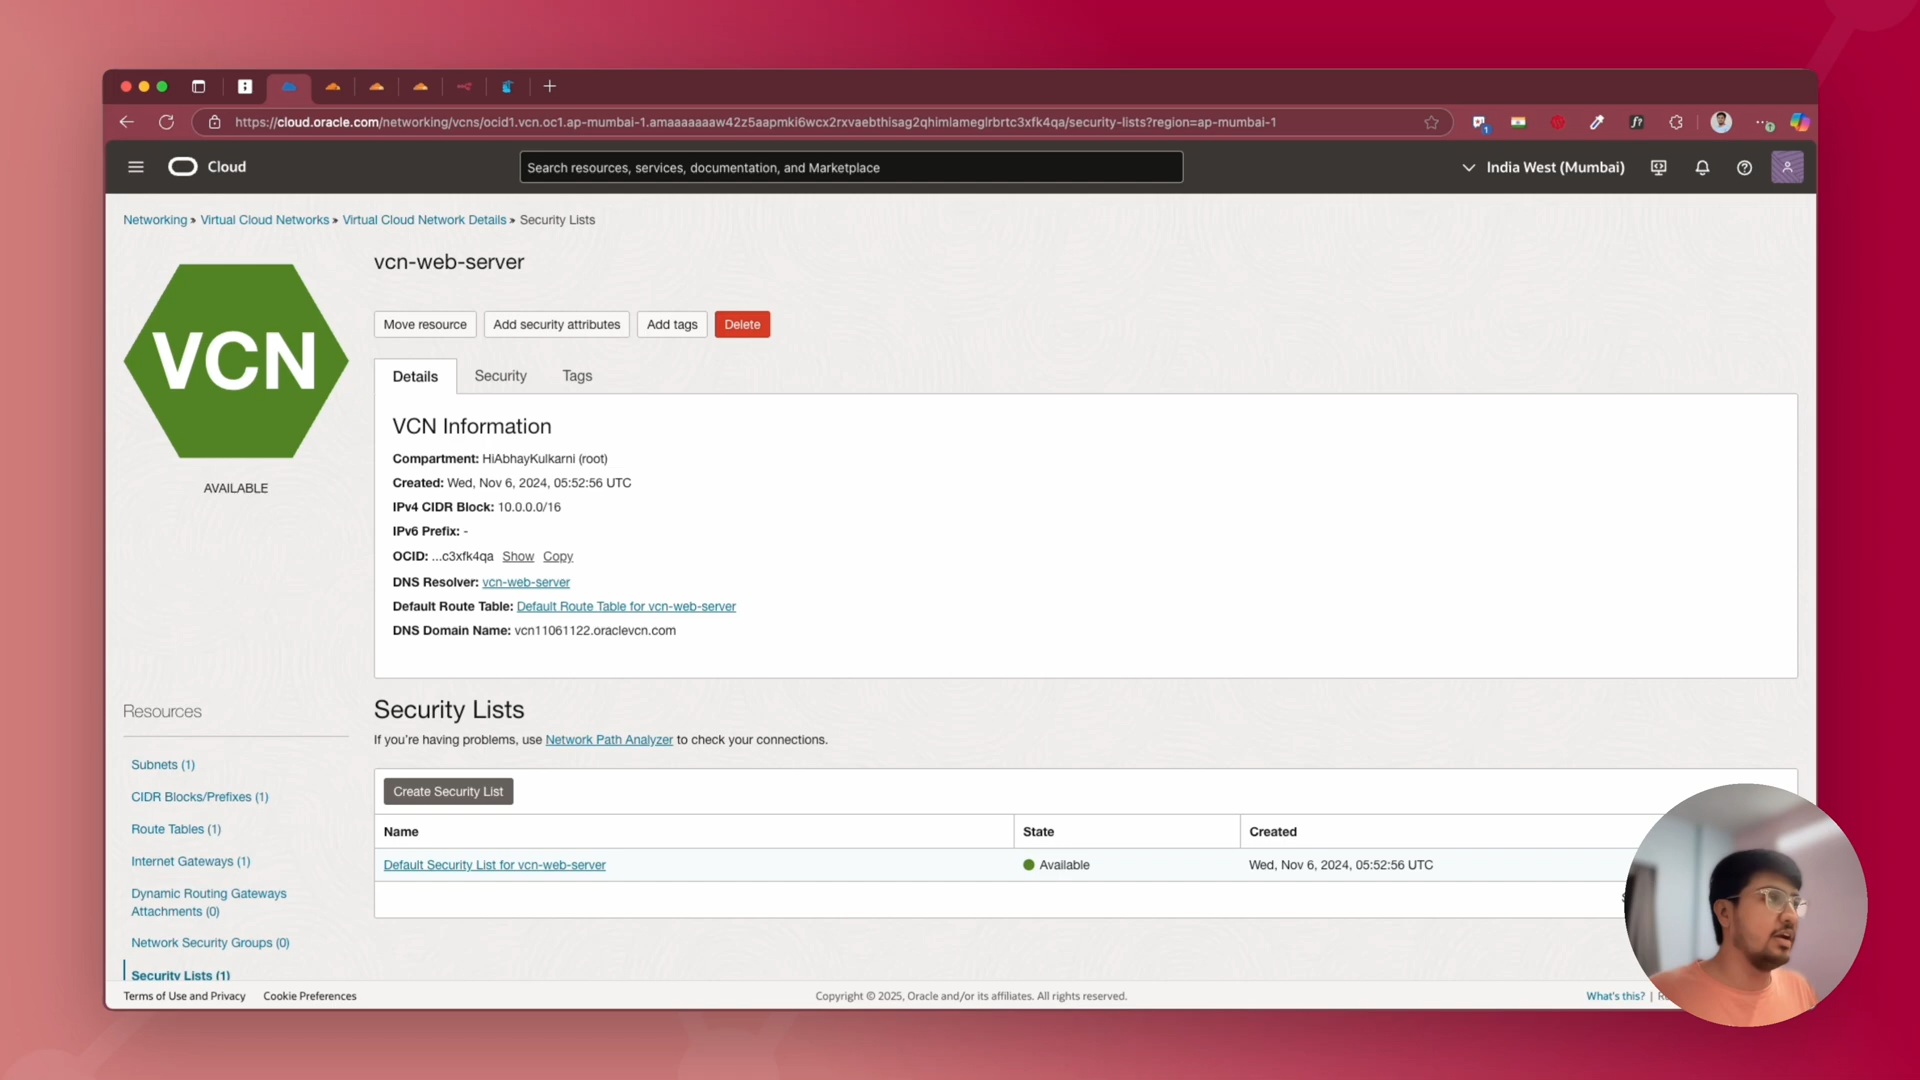 https://cloud.oracle.com/networking/vcns/ocid1.vcn.oc1.ap-mumbai-1.amaaaaaaaw42z5aapmki6wcx2rxvaebthisag2qhimlameglrbrtc3xfk4qa/security-lists?region=ap-mumbai-1
1
f?
Cloud
Search resources, services, documentation, and Marketplace
India West (Mumbai)
Networking » Virtual Cloud Networks » Virtual Cloud Network Details » Security Lists
VCN
AVAILABLE
vcn-web-server
Move resource
Add security attributes
Add tags
Delete
Details
Security
Tags
VCN Information
Compartment: HiAbhayKulkarni (root)
Created: Wed, Nov 6, 2024, 05:52:56 UTC
IPv4 CIDR Block: 10.0.0.0/16
IPv6 Prefix: -
OCID: ...c3xfk4qa Show Copy
DNS Resolver: vcn-web-server
Default Route Table: Default Route Table for vcn-web-server
DNS Domain Name: vcn11061122.oraclevcn.com
Resources
Subnets (1)
CIDR Blocks/Prefixes (1)
Route Tables (1)
Internet Gateways (1)
Dynamic Routing Gateways
Attachments (0)
Network Security Groups (0)
Security Lists (1)
Security Lists
If you're having problems, use Network Path Analyzer to check your connections.
Create Security List
Name State Created
Default Security List for vcn-web-server Available Wed, Nov 6, 2024, 05:52:56 UTC
Terms of Use and Privacy Cookie Preferences
Copyright © 2025, Oracle and/or its affiliates. All rights reserved.
What's this? |